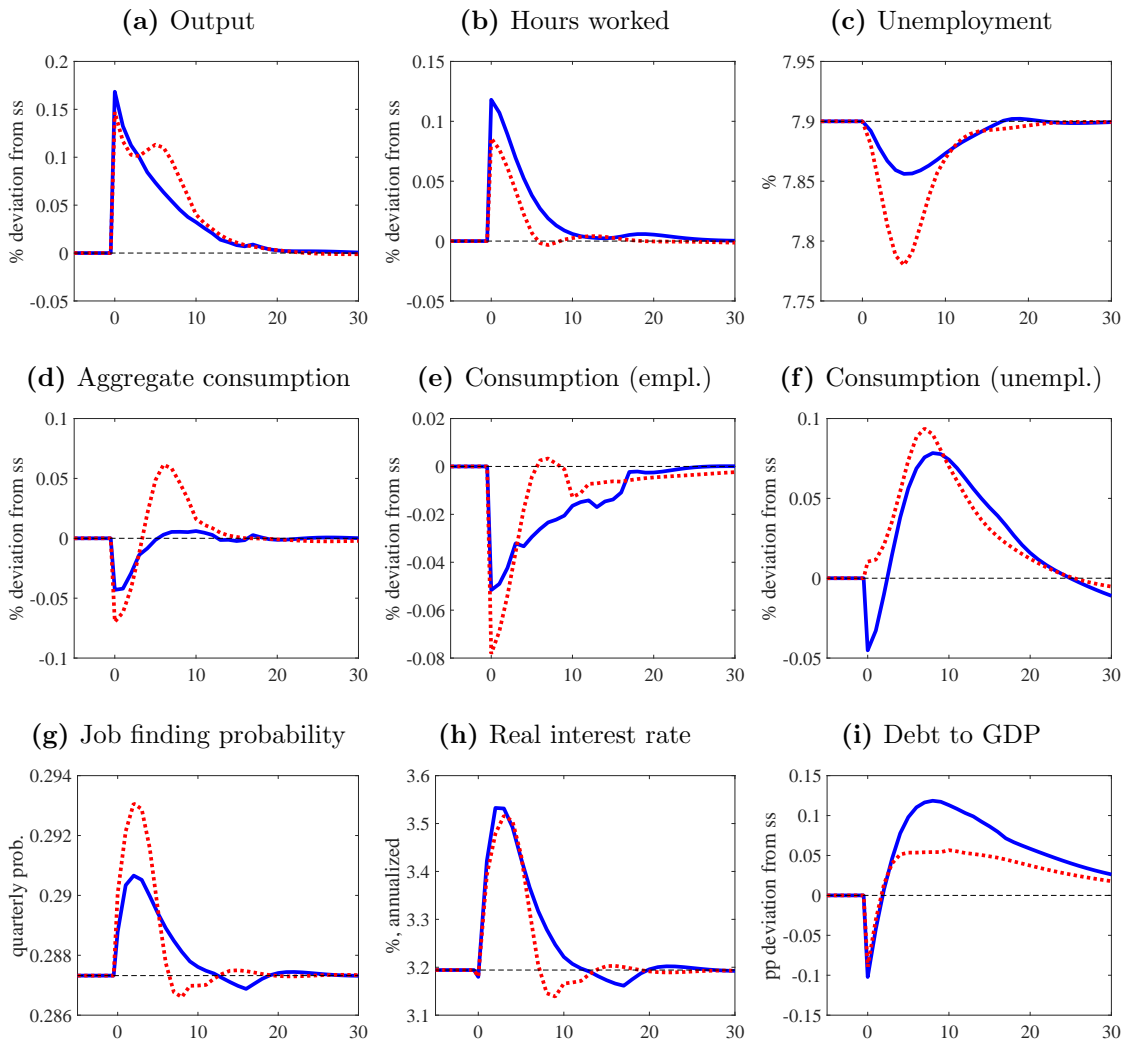 (a) Output
% deviation from ss
0.2
0.15
0.1
0.05
0
-0.05
0 10 20 30
(b) Hours worked
% deviation from ss
0.15
0.1
0.05
0
-0.05
0 10 20 30
(c) Unemployment
%
7.95
7.9
7.85
7.8
7.75
0 10 20 30
(d) Aggregate consumption
% deviation from ss
0.1
0.05
0
-0.05
-0.1
0 10 20 30
(e) Consumption (empl.)
% deviation from ss
0.02
0
-0.02
-0.04
-0.06
-0.08
0 10 20 30
(f) Consumption (unempl.)
% deviation from ss
0.1
0.05
0
-0.05
0 10 20 30
(g) Job finding probability
quarterly prob.
0.294
0.292
0.29
0.288
0.286
0 10 20 30
(h) Real interest rate
%, annualized
3.6
3.5
3.4
3.3
3.2
3.1
0 10 20 30
(i) Debt to GDP
pp deviation from ss
0.15
0.1
0.05
0
-0.05
-0.1
-0.15
0 10 20 30